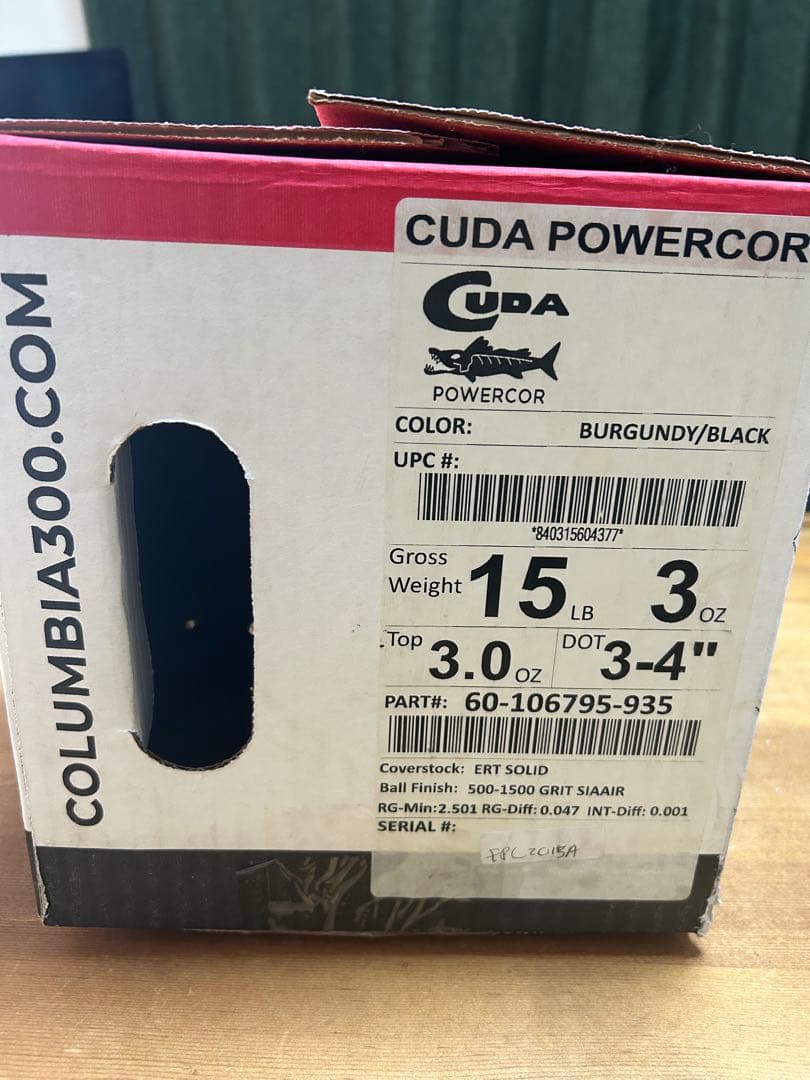 COLUMBIA300.COM
CUDA POWERCOR
CUDA
POWERCOR
COLOR: BURGUNDY/BLACK
UPC #:
*840315604377*
Gross Weight 15 LB 3 OZ
Top 3.0 OZ DOT 3-4"
PART#: 60-106795-935
Coverstock: ERT SOLID
Ball Finish: 500-1500 GRIT SIAAIR
RG-Min:2.501 RG-Diff: 0.047 INT-Diff: 0.001
SERIAL #: